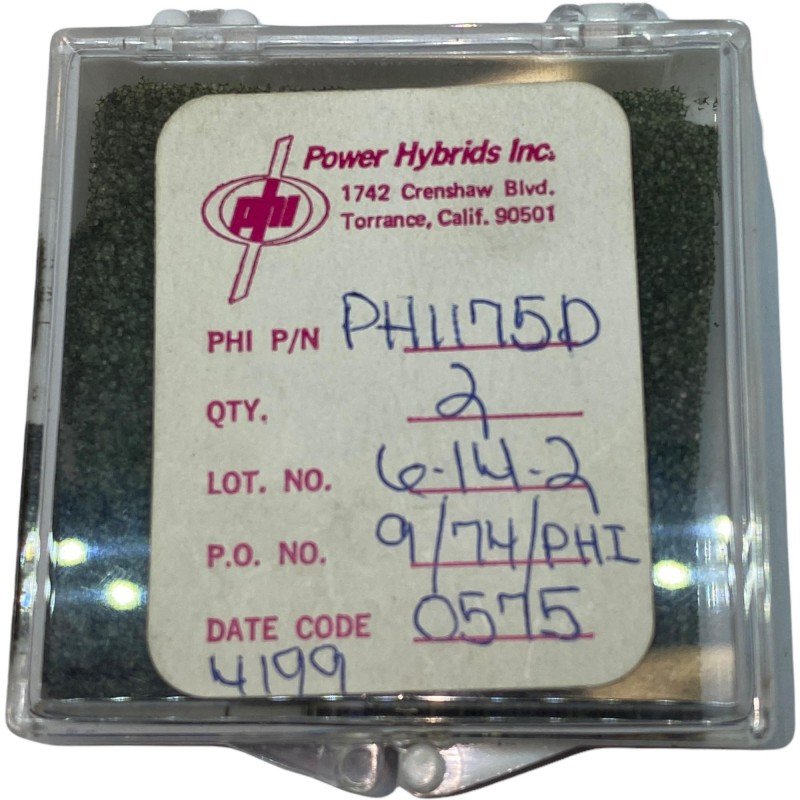 Power Hybrids Inc.
phi
1742 Crenshaw Blvd.
Torrance, Calif. 90501
PHI P/N PH1175D
QTY. 2
LOT. NO. 6-14-2
P.O. NO. 9/74/PHI
DATE CODE 0575
4199